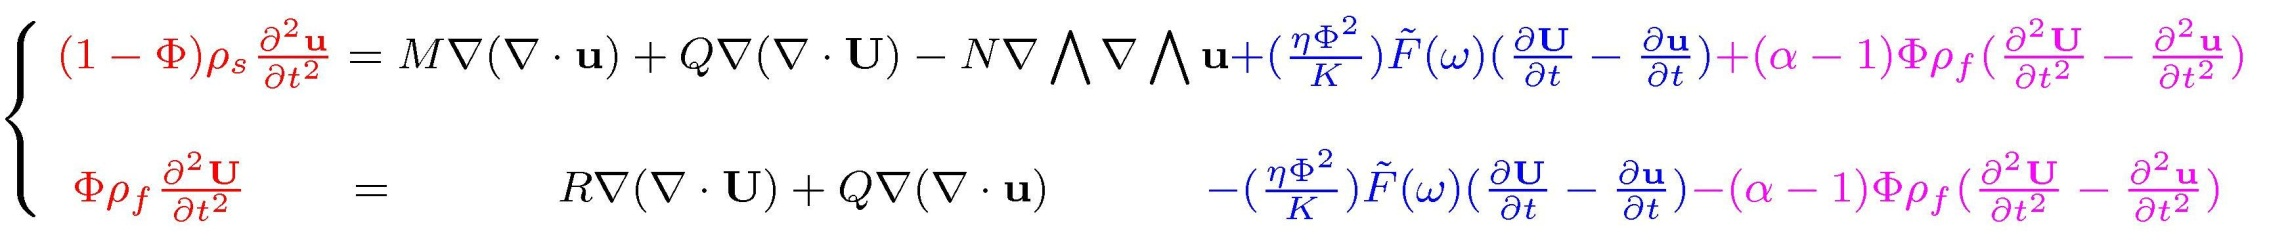 (1 − Φ)ρ_s ∂²𝐮/∂t² = M∇(∇ · 𝐮) + Q∇(∇ · 𝐔) − N∇ ⋀ ∇ ⋀ 𝐮+(ηΦ²/K)F̃(ω)(∂𝐔/∂t − ∂𝐮/∂t)+(α − 1)Φρ_f(∂²𝐔/∂t² − ∂²𝐮/∂t²)
Φρ_f ∂²𝐔/∂t² = R∇(∇ · 𝐔) + Q∇(∇ · 𝐮) −(ηΦ²/K)F̃(ω)(∂𝐔/∂t − ∂𝐮/∂t)−(α − 1)Φρ_f(∂²𝐔/∂t² − ∂²𝐮/∂t²)